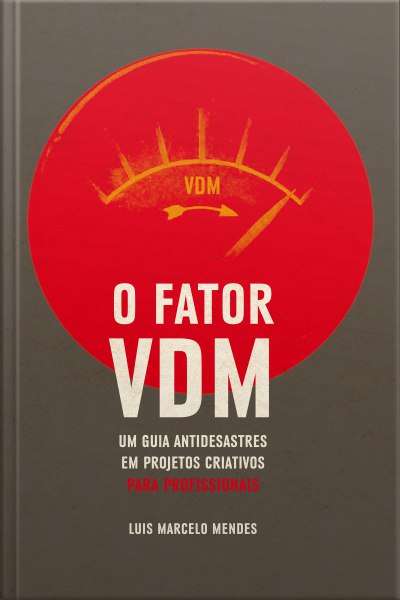 VDM
O FATOR
VDM
UM GUIA ANTIDESASTRES
EM PROJETOS CRIATIVOS
PARA PROFISSIONAIS
LUIS MARCELO MENDES